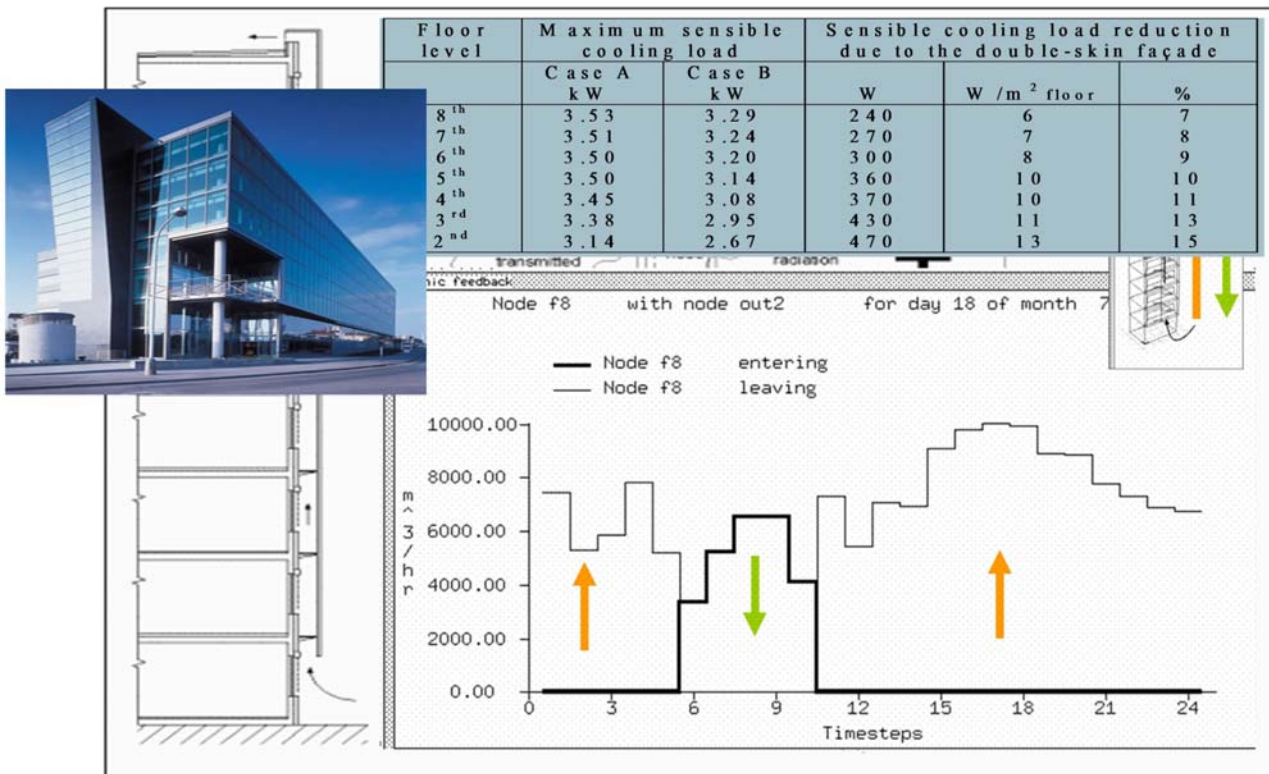 Floor level Maximum sensible cooling load Sensible cooling load reduction due to the double-skin façade
Case A kW Case B kW W W/m² floor %
8th 3.53 3.29 240 6 7
7th 3.51 3.24 270 7 8
6th 3.50 3.20 300 8 9
5th 3.50 3.14 360 10 10
4th 3.45 3.08 370 10 11
3rd 3.38 2.95 430 11 13
2nd 3.14 2.67 470 13 15
transmitted radiation
feedback
Node f8 with node out2 for day 18 of month 7
Node f8 entering
Node f8 leaving
10000.00
8000.00
6000.00
4000.00
2000.00
0.00
m^3/hr
0 3 6 9 12 15 18 21 24
Timesteps